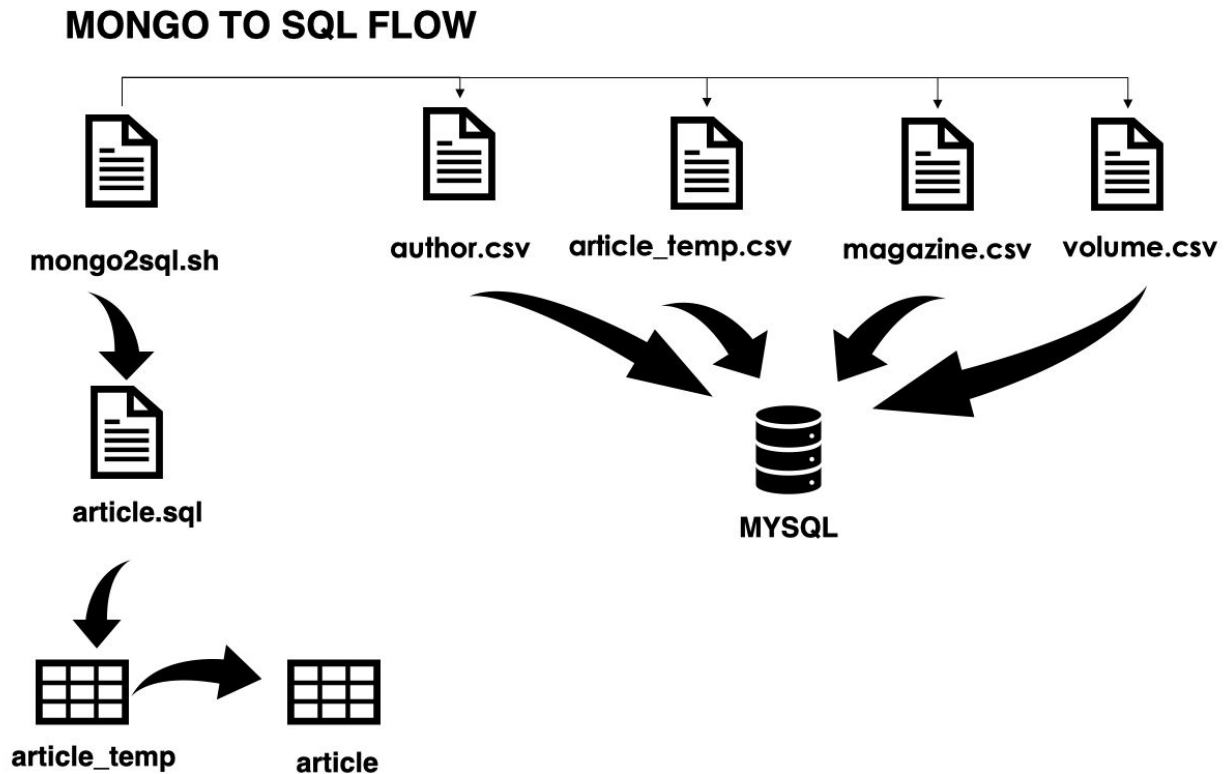 MONGO TO SQL FLOW
mongo2sql.sh
author.csv
article_temp.csv
magazine.csv
volume.csv
article.sql
MYSQL
article_temp
article